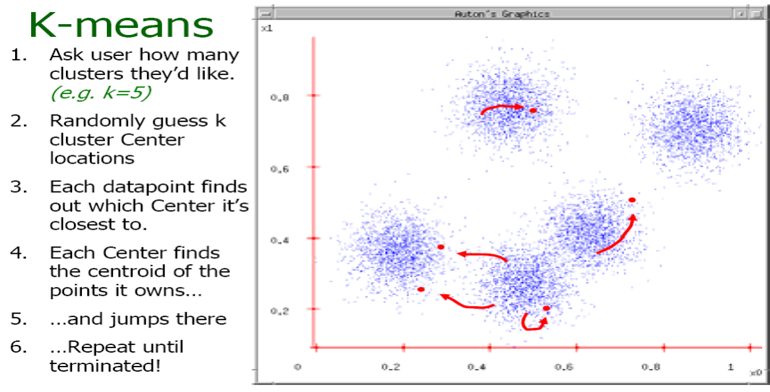 K-means
1. Ask user how many
clusters they'd like.
(e.g. k=5)
2. Randomly guess k
cluster Center
locations
3. Each datapoint finds
out which Center it's
closest to.
4. Each Center finds
the centroid of the
points it owns...
5. ...and jumps there
6. ...Repeat until
terminated!
Auton's Graphics
x1
0.8
0.6
0.4
0.2
0
0.2
0.4
0.6
0.8
1
x0